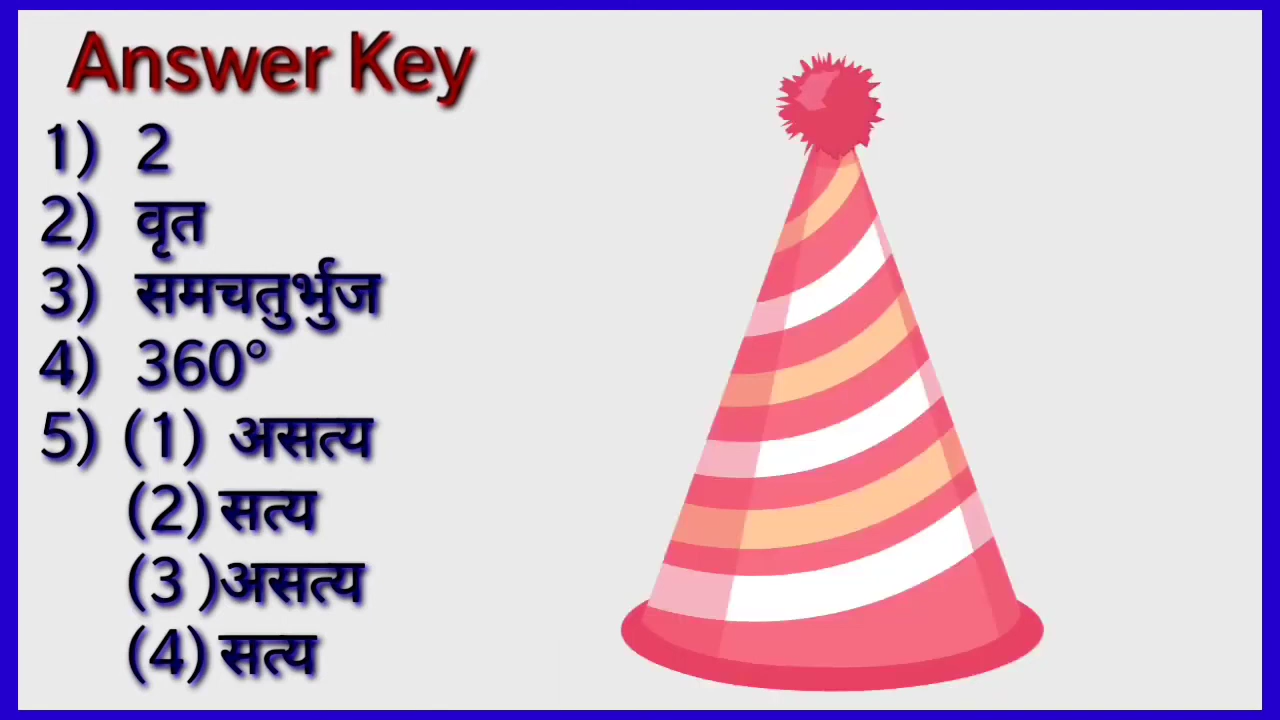 Answer Key
1) 2
2) वृत
3) समचतुर्भुज
4) 360°
5) (1) असत्य
(2) सत्य
(3 )असत्य
(4) सत्य